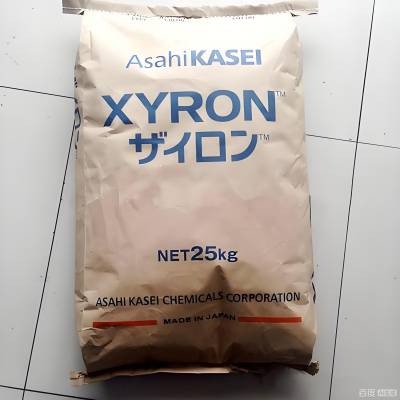 AsahiKASEI
XYRON™
ザイロン™
NET25kg
ASAHI KASEI CHEMICALS CORPORATION
MADE IN JAPAN